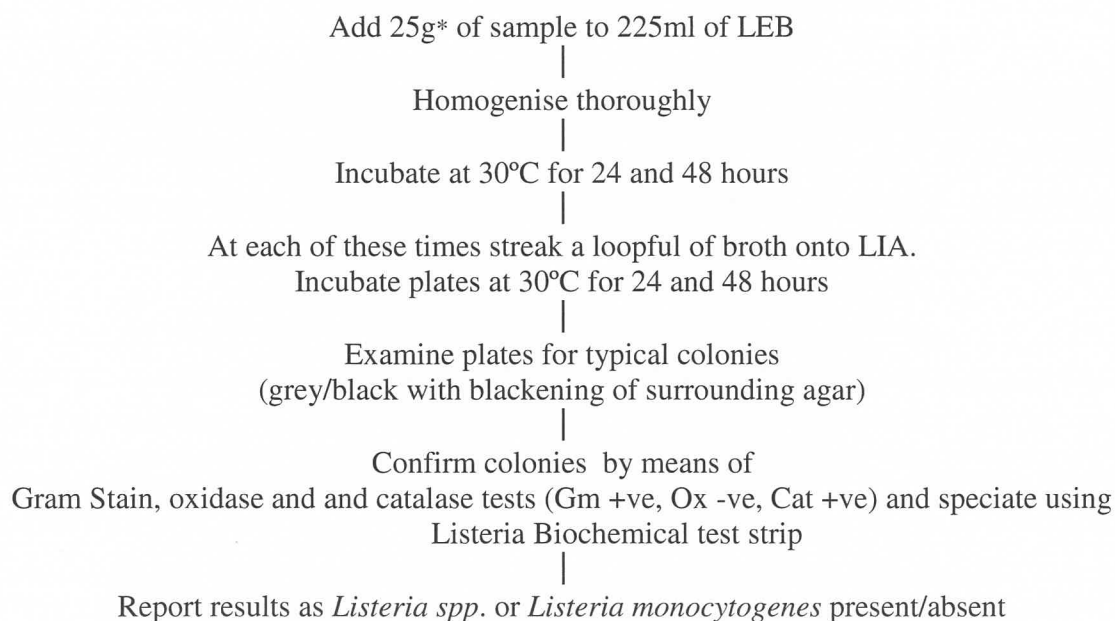 Add 25g* of sample to 225ml of LEB
Homogenise thoroughly
Incubate at 30ºC for 24 and 48 hours
At each of these times streak a loopful of broth onto LIA.
Incubate plates at 30ºC for 24 and 48 hours
Examine plates for typical colonies
(grey/black with blackening of surrounding agar)
Confirm colonies by means of
Gram Stain, oxidase and and catalase tests (Gm +ve, Ox -ve, Cat +ve) and speciate using
Listeria Biochemical test strip
Report results as Listeria spp. or Listeria monocytogenes present/absent